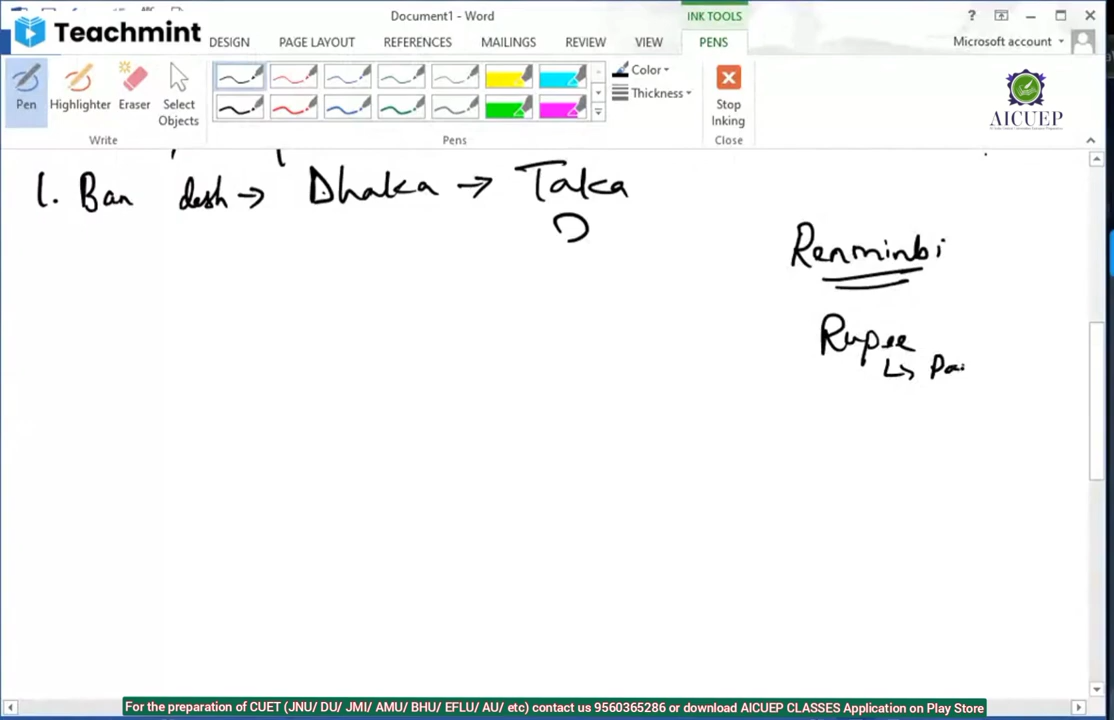 Document1 - Word
INK TOOLS
Teachmint
DESIGN
PAGE LAYOUT
REFERENCES
MAILINGS
REVIEW
VIEW
PENS
Microsoft account
Pen
Highlighter
Eraser
Select
Objects
Color
Thickness
Stop
Inking
AICUEP
Write
Pens
Close
1. Ban desh → Dhaka → Taka
Renminbi
Rupee
↳ Pai
For the preparation of CUET (JNU/ DU/ JMI/ AMU/ BHU/ EFLU/ AU/ etc) contact us 9560365286 or download AICUEP CLASSES Application on Play Store